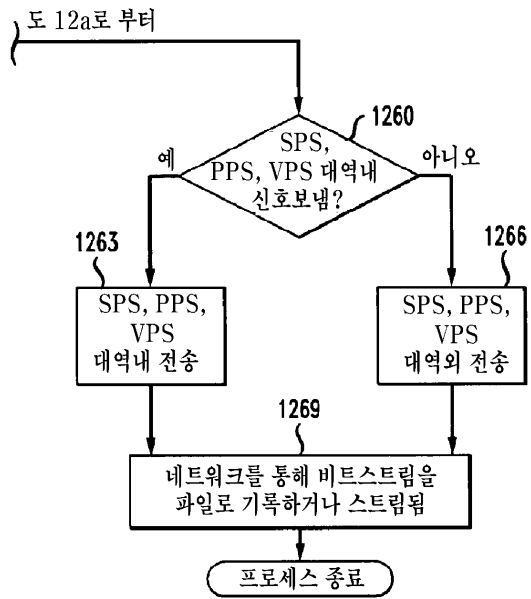 도 12a로 부터
1260
SPS,
PPS, VPS 대역내
신호보냄?
예
아니오
1263
1266
SPS, PPS,
VPS
대역내 전송
SPS, PPS,
VPS
대역외 전송
1269
네트워크를 통해 비트스트림을
파일로 기록하거나 스트림됨
프로세스 종료